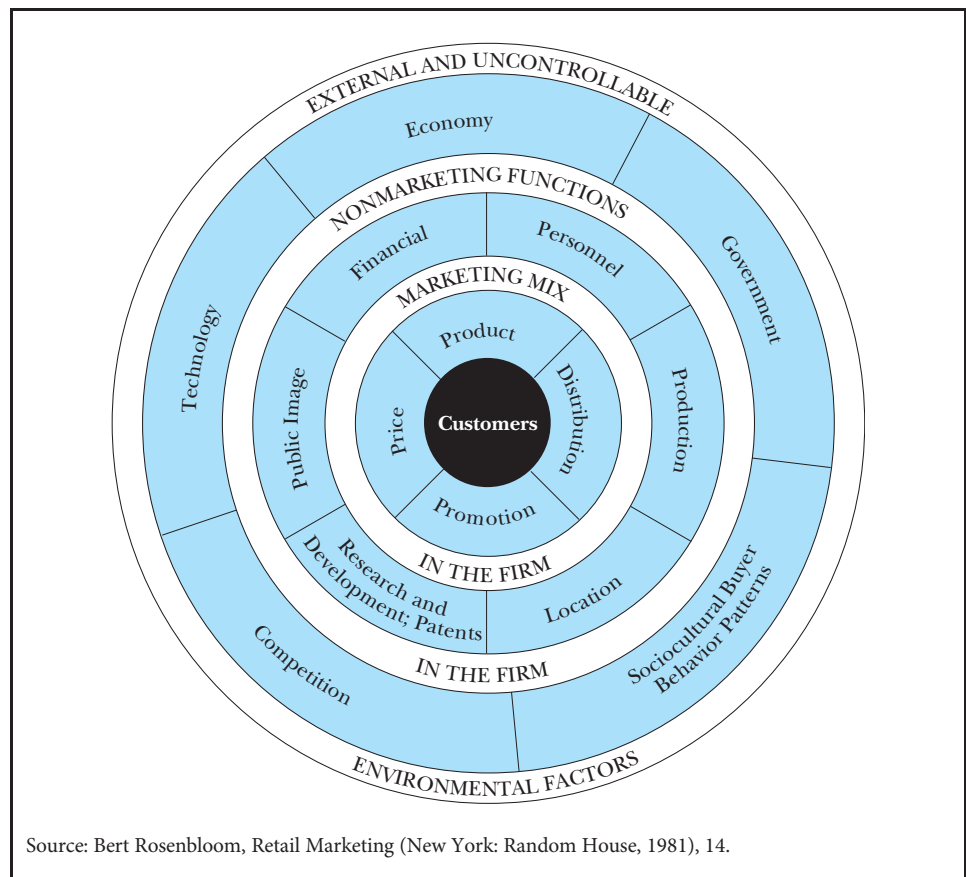 EXTERNAL AND UNCONTROLLABLE
Economy
Government
Sociocultural Buyer
Behavior Patterns
Competition
Technology
ENVIRONMENTAL FACTORS
NONMARKETING FUNCTIONS
Financial
Personnel
Production
Location
Research and
Development; Patents
Public Image
IN THE FIRM
MARKETING MIX
Product
Distribution
Promotion
Price
IN THE FIRM
Customers
Source: Bert Rosenbloom, Retail Marketing (New York: Random House, 1981), 14.